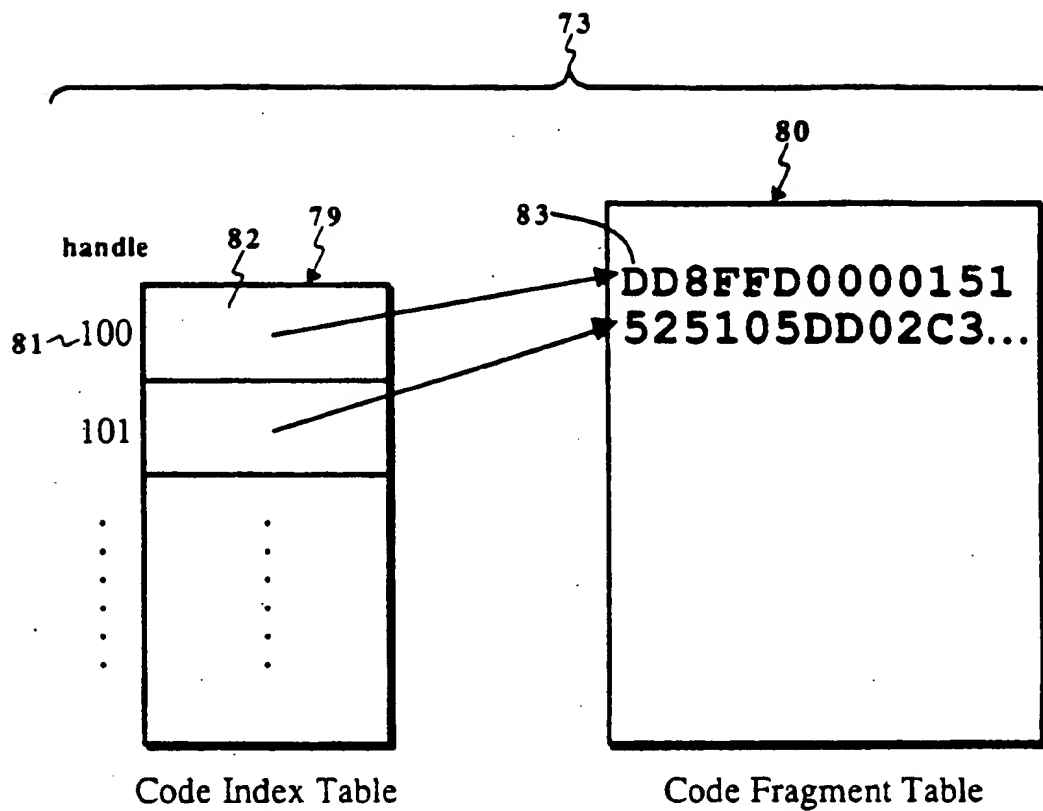 73
80
83
79
82
handle
DD8FFD0000151
81 100
525105DD02C3...
101
Code Index Table
Code Fragment Table